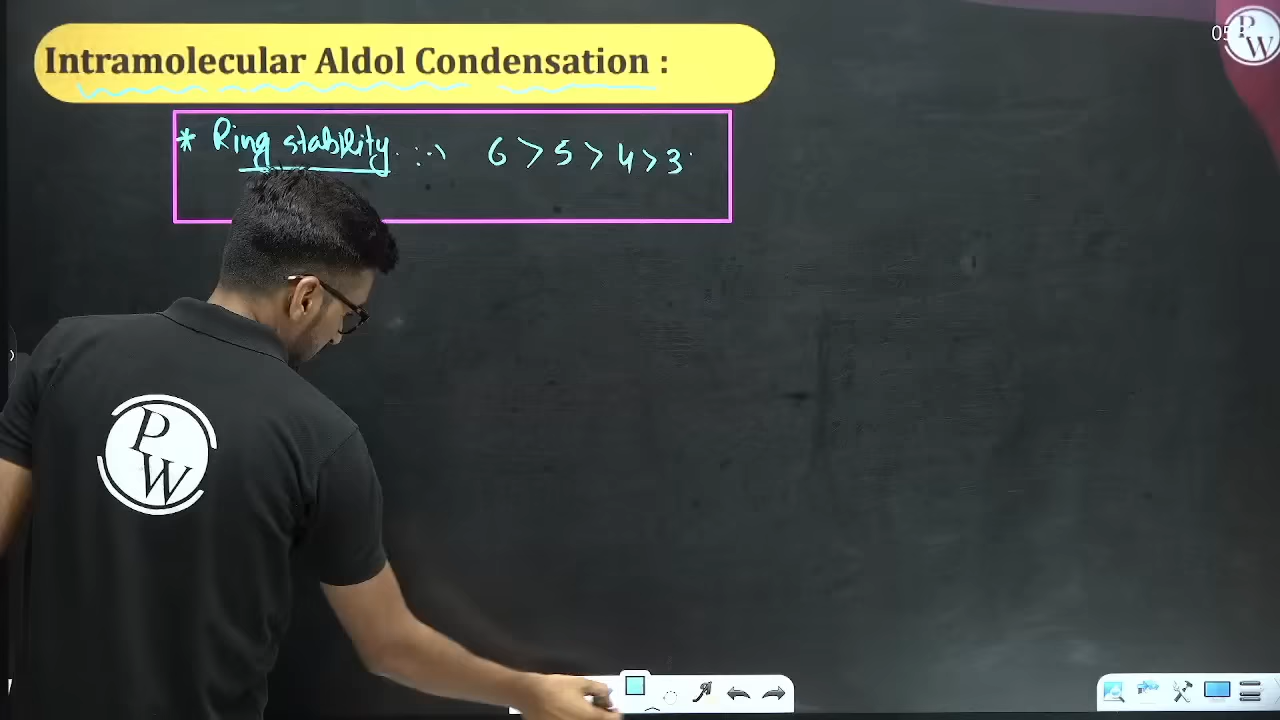 PW
Intramolecular Aldol Condensation :
* Ring stability :→ 6 > 5 > 4 > 3
PW